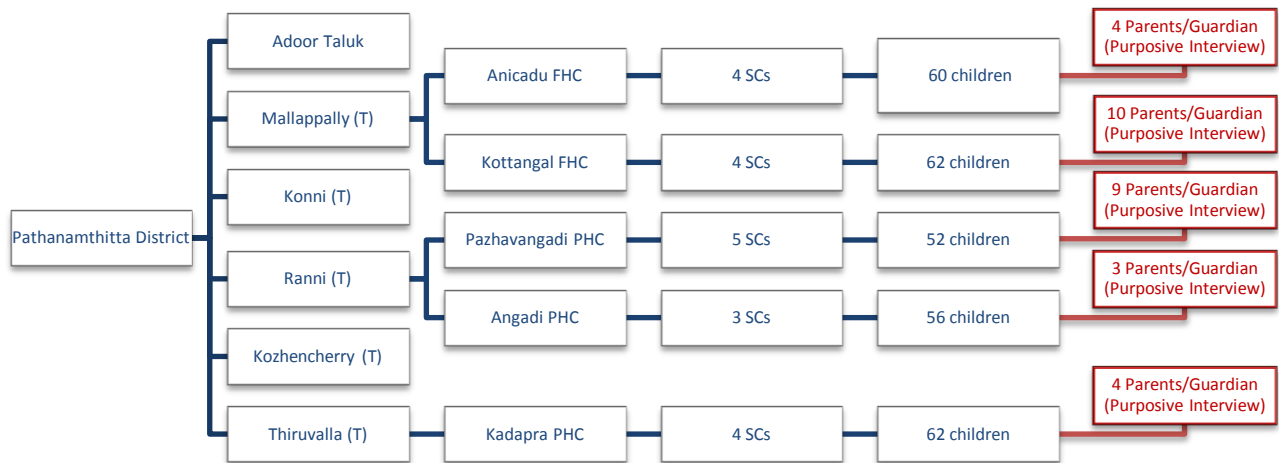 Pathanamthitta District
Adoor Taluk
Mallappally (T)
Anicadu FHC
4 SCs
60 children
4 Parents/Guardian
(Purposive Interview)
Kottangal FHC
4 SCs
62 children
10 Parents/Guardian
(Purposive Interview)
Konni (T)
Ranni (T)
Pazhavangadi PHC
5 SCs
52 children
9 Parents/Guardian
(Purposive Interview)
Angadi PHC
3 SCs
56 children
3 Parents/Guardian
(Purposive Interview)
Kozhencherry (T)
Thiruvalla (T)
Kadapra PHC
4 SCs
62 children
4 Parents/Guardian
(Purposive Interview)